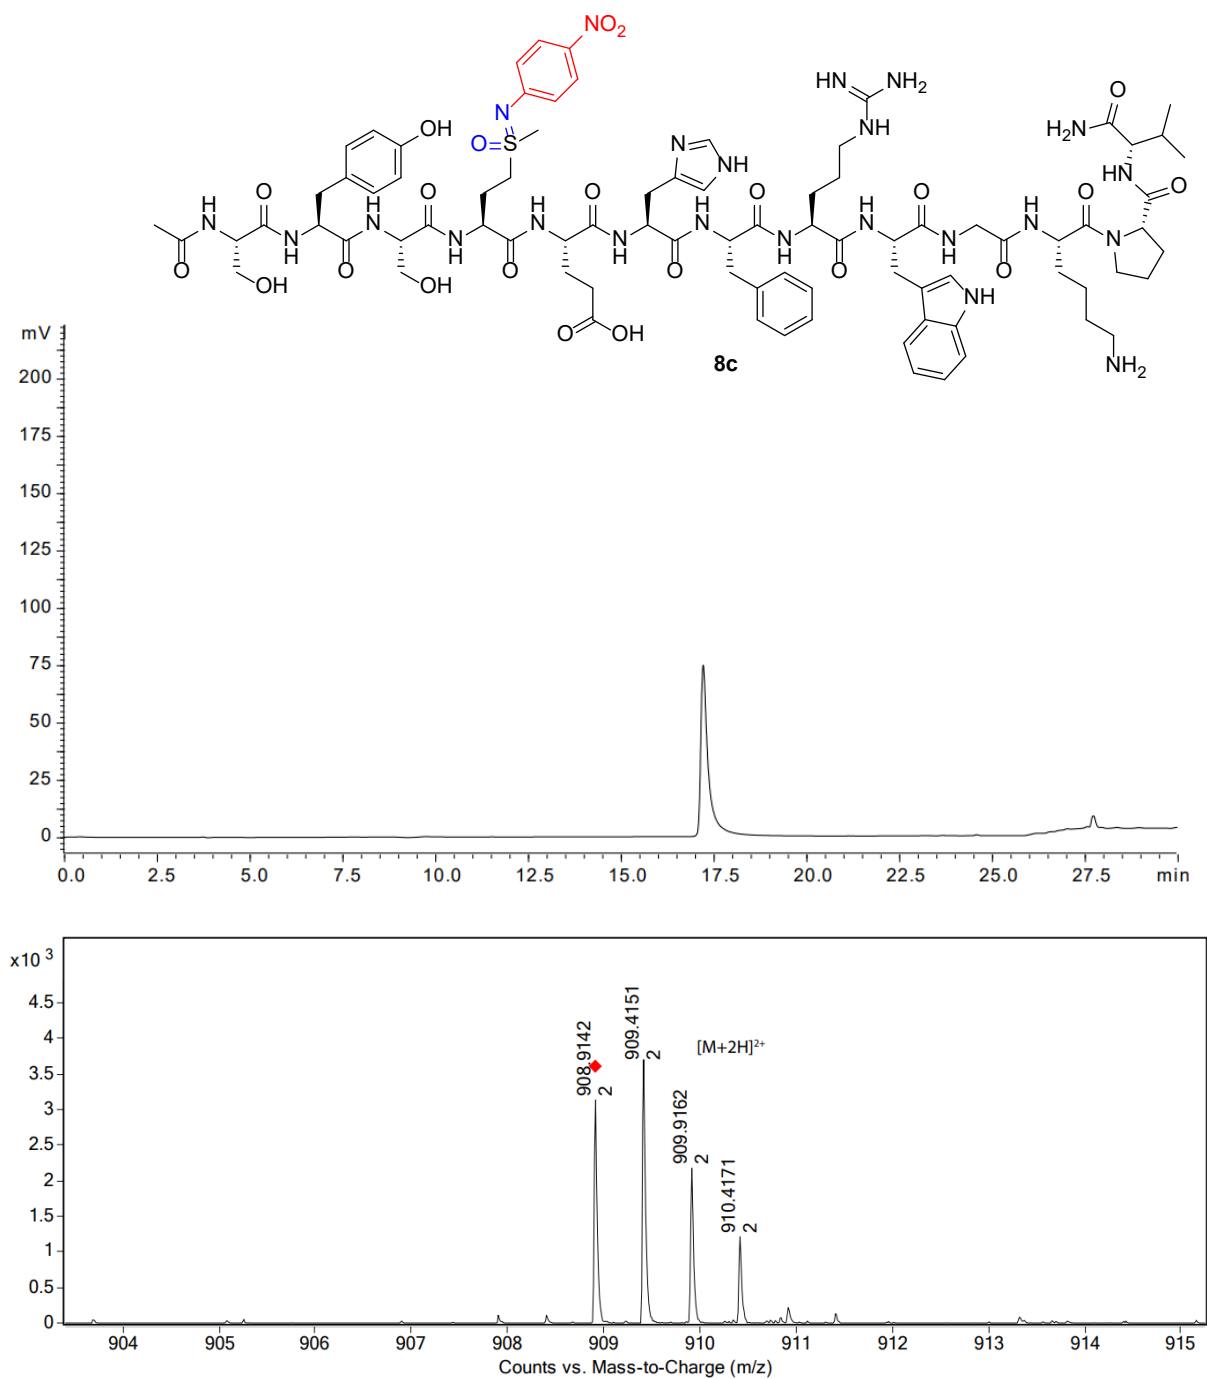 NO₂
N
O=S
OH
HN
NH₂
NH
O
H₂N
HN
O
N
NH
O
H
N
O
H
N
O
H
N
O
H
N
O
H
N
O
H
N
O
O
N
H
O
N
H
O
N
H
O
N
H
O
N
H
O
N
H
O
N
OH
OH
O
OH
NH
NH₂
8c
mV
200
175
150
125
100
75
50
25
0
0.0 2.5 5.0 7.5 10.0 12.5 15.0 17.5 20.0 22.5 25.0 27.5 min
x10 3
4.5
4
3.5
3
2.5
2
1.5
1
0.5
0
908.9142
2
909.4151
2
909.9162
2
910.4171
2
[M+2H]²⁺
904 905 906 907 908 909 910 911 912 913 914 915
Counts vs. Mass-to-Charge (m/z)